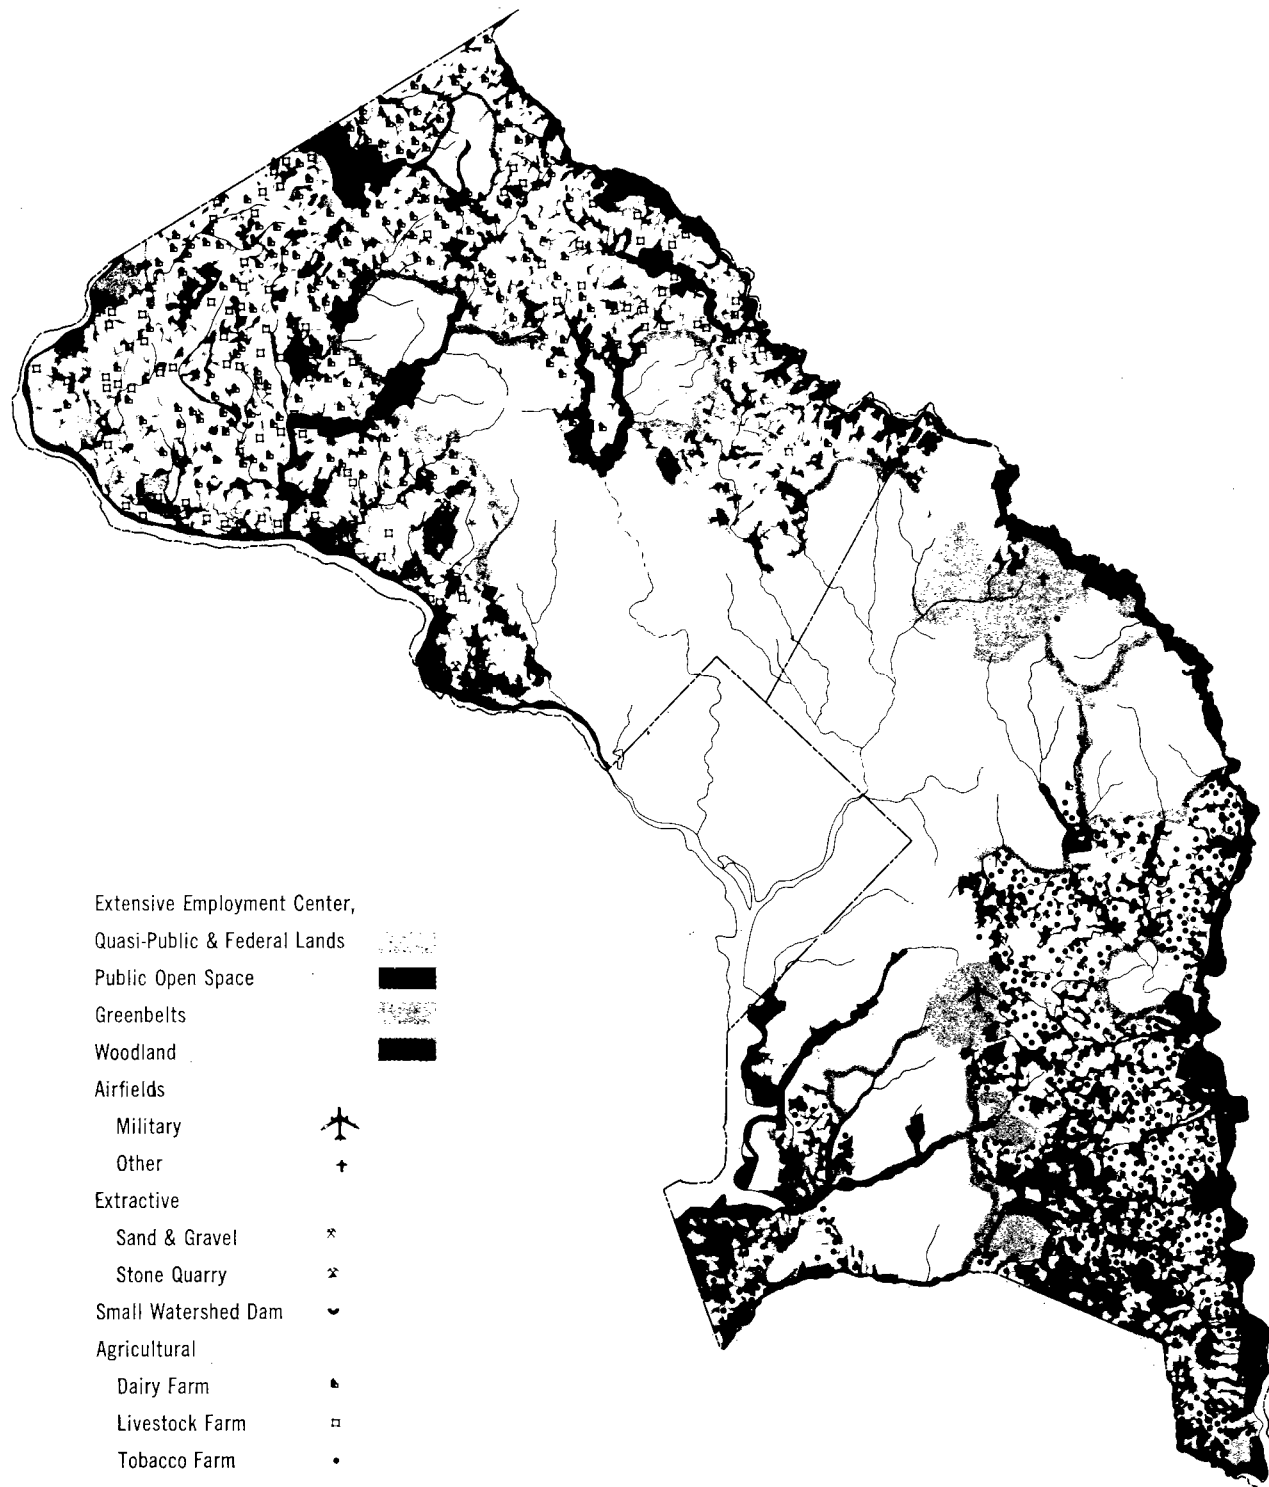 Extensive Employment Center,
Quasi-Public & Federal Lands
Public Open Space
Greenbelts
Woodland
Airfields
Military
Other
Extractive
Sand & Gravel
Stone Quarry
Small Watershed Dam
Agricultural
Dairy Farm
Livestock Farm
Tobacco Farm